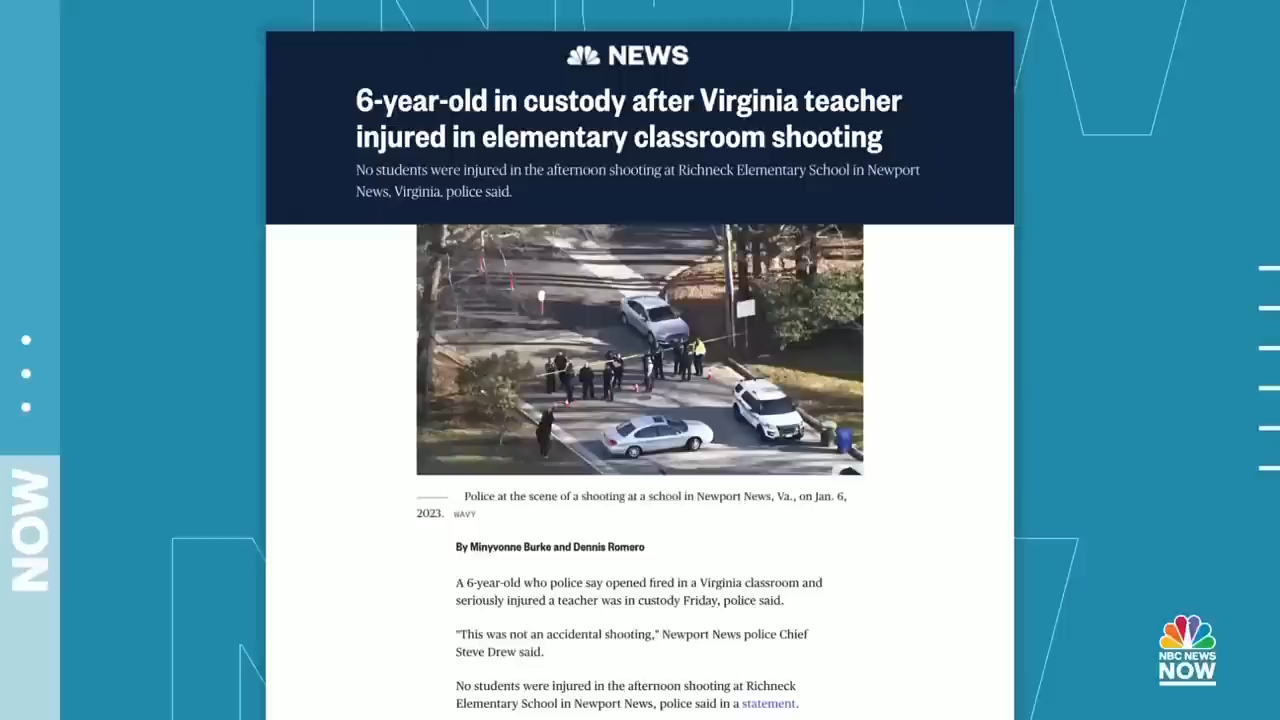 NEWS
6-year-old in custody after Virginia teacher
injured in elementary classroom shooting
No students were injured in the afternoon shooting at Richneck Elementary School in Newport
News, Virginia, police said.
Police at the scene of a shooting at a school in Newport News, Va., on Jan. 6,
2023. WAVY
By Minyvonne Burke and Dennis Romero
A 6-year-old who police say opened fired in a Virginia classroom and
seriously injured a teacher was in custody Friday, police said.
"This was not an accidental shooting," Newport News police Chief
Steve Drew said.
No students were injured in the afternoon shooting at Richneck
Elementary School in Newport News, police said in a statement.
NOW
NBC NEWS
NOW